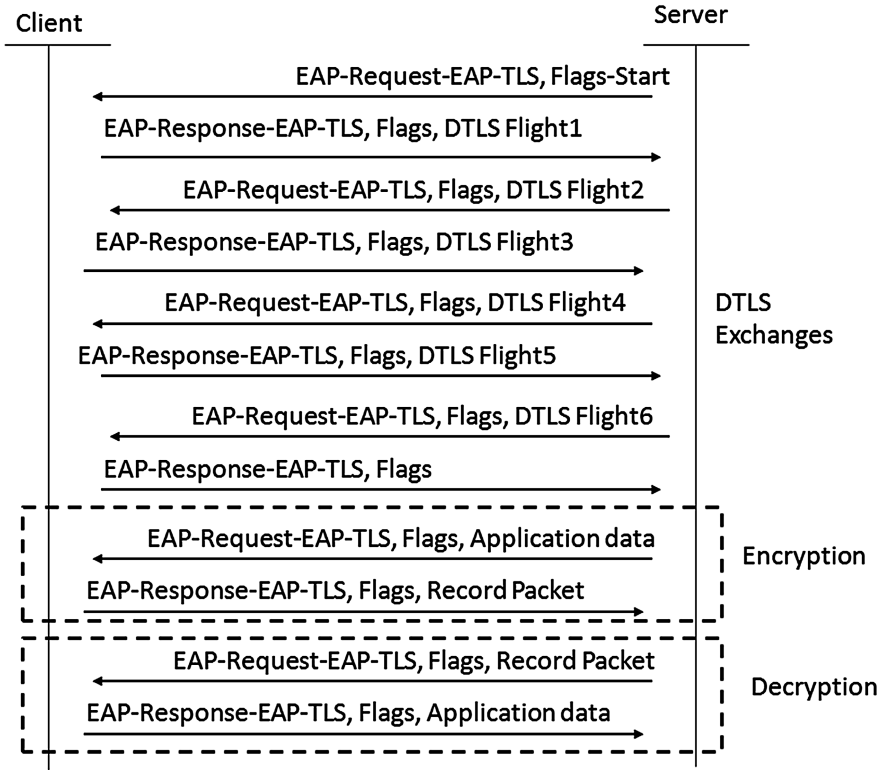 Client
Server
EAP-Request-EAP-TLS, Flags-Start
EAP-Response-EAP-TLS, Flags, DTLS Flight1
EAP-Request-EAP-TLS, Flags, DTLS Flight2
EAP-Response-EAP-TLS, Flags, DTLS Flight3
EAP-Request-EAP-TLS, Flags, DTLS Flight4
DTLS
Exchanges
EAP-Response-EAP-TLS, Flags, DTLS Flight5
EAP-Request-EAP-TLS, Flags, DTLS Flight6
EAP-Response-EAP-TLS, Flags
EAP-Request-EAP-TLS, Flags, Application data
Encryption
EAP-Response-EAP-TLS, Flags, Record Packet
EAP-Request-EAP-TLS, Flags, Record Packet
Decryption
EAP-Response-EAP-TLS, Flags, Application data